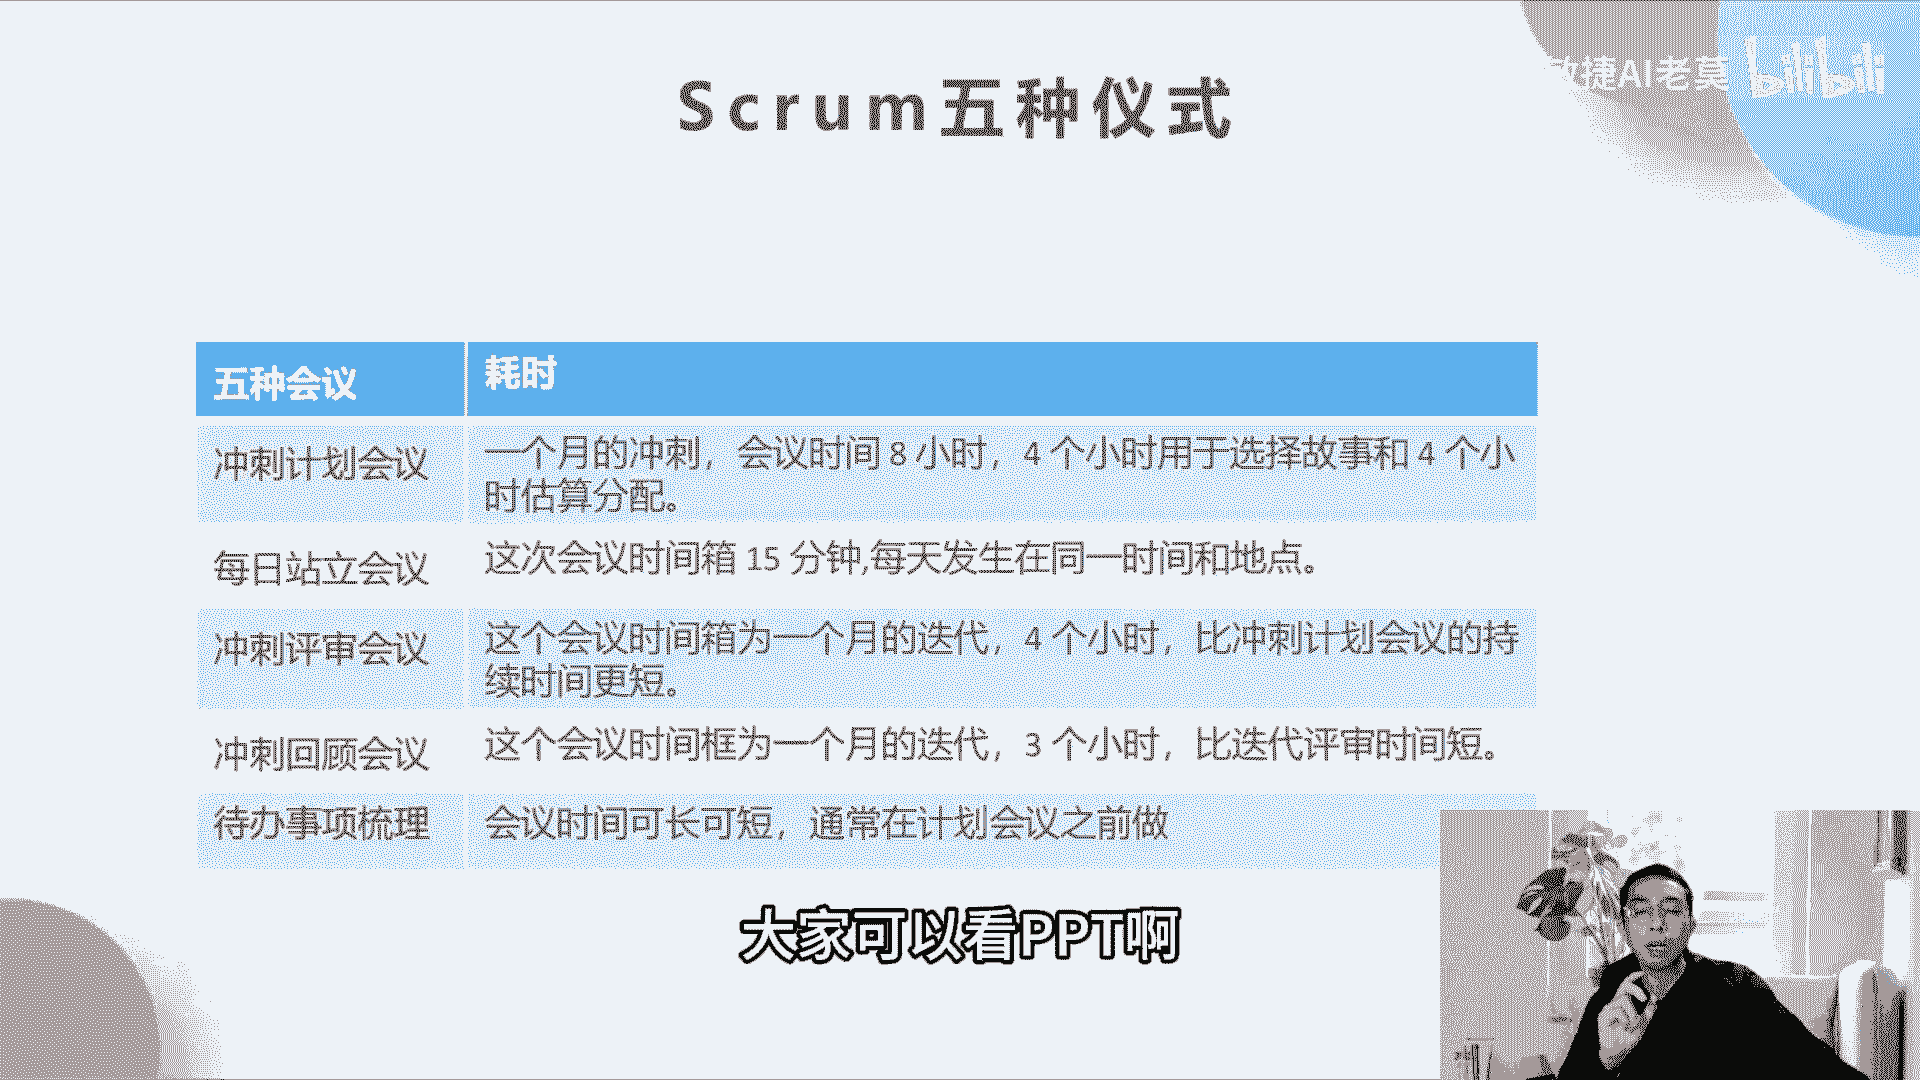 敏捷AI老莫 bilibili
Scrum五种仪式
五种会议
耗时
冲刺计划会议
一个月的冲刺，会议时间 8 小时，4 个小时用于选择故事和 4 个小
时估算分配。
每日站立会议
这次会议时间箱 15 分钟,每天发生在同一时间和地点。
冲刺评审会议
这个会议时间箱为一个月的迭代，4 个小时，比冲刺计划会议的持
续时间更短。
冲刺回顾会议
这个会议时间框为一个月的迭代，3 个小时，比迭代评审时间短。
待办事项梳理
会议时间可长可短，通常在计划会议之前做
大家可以看PPT啊